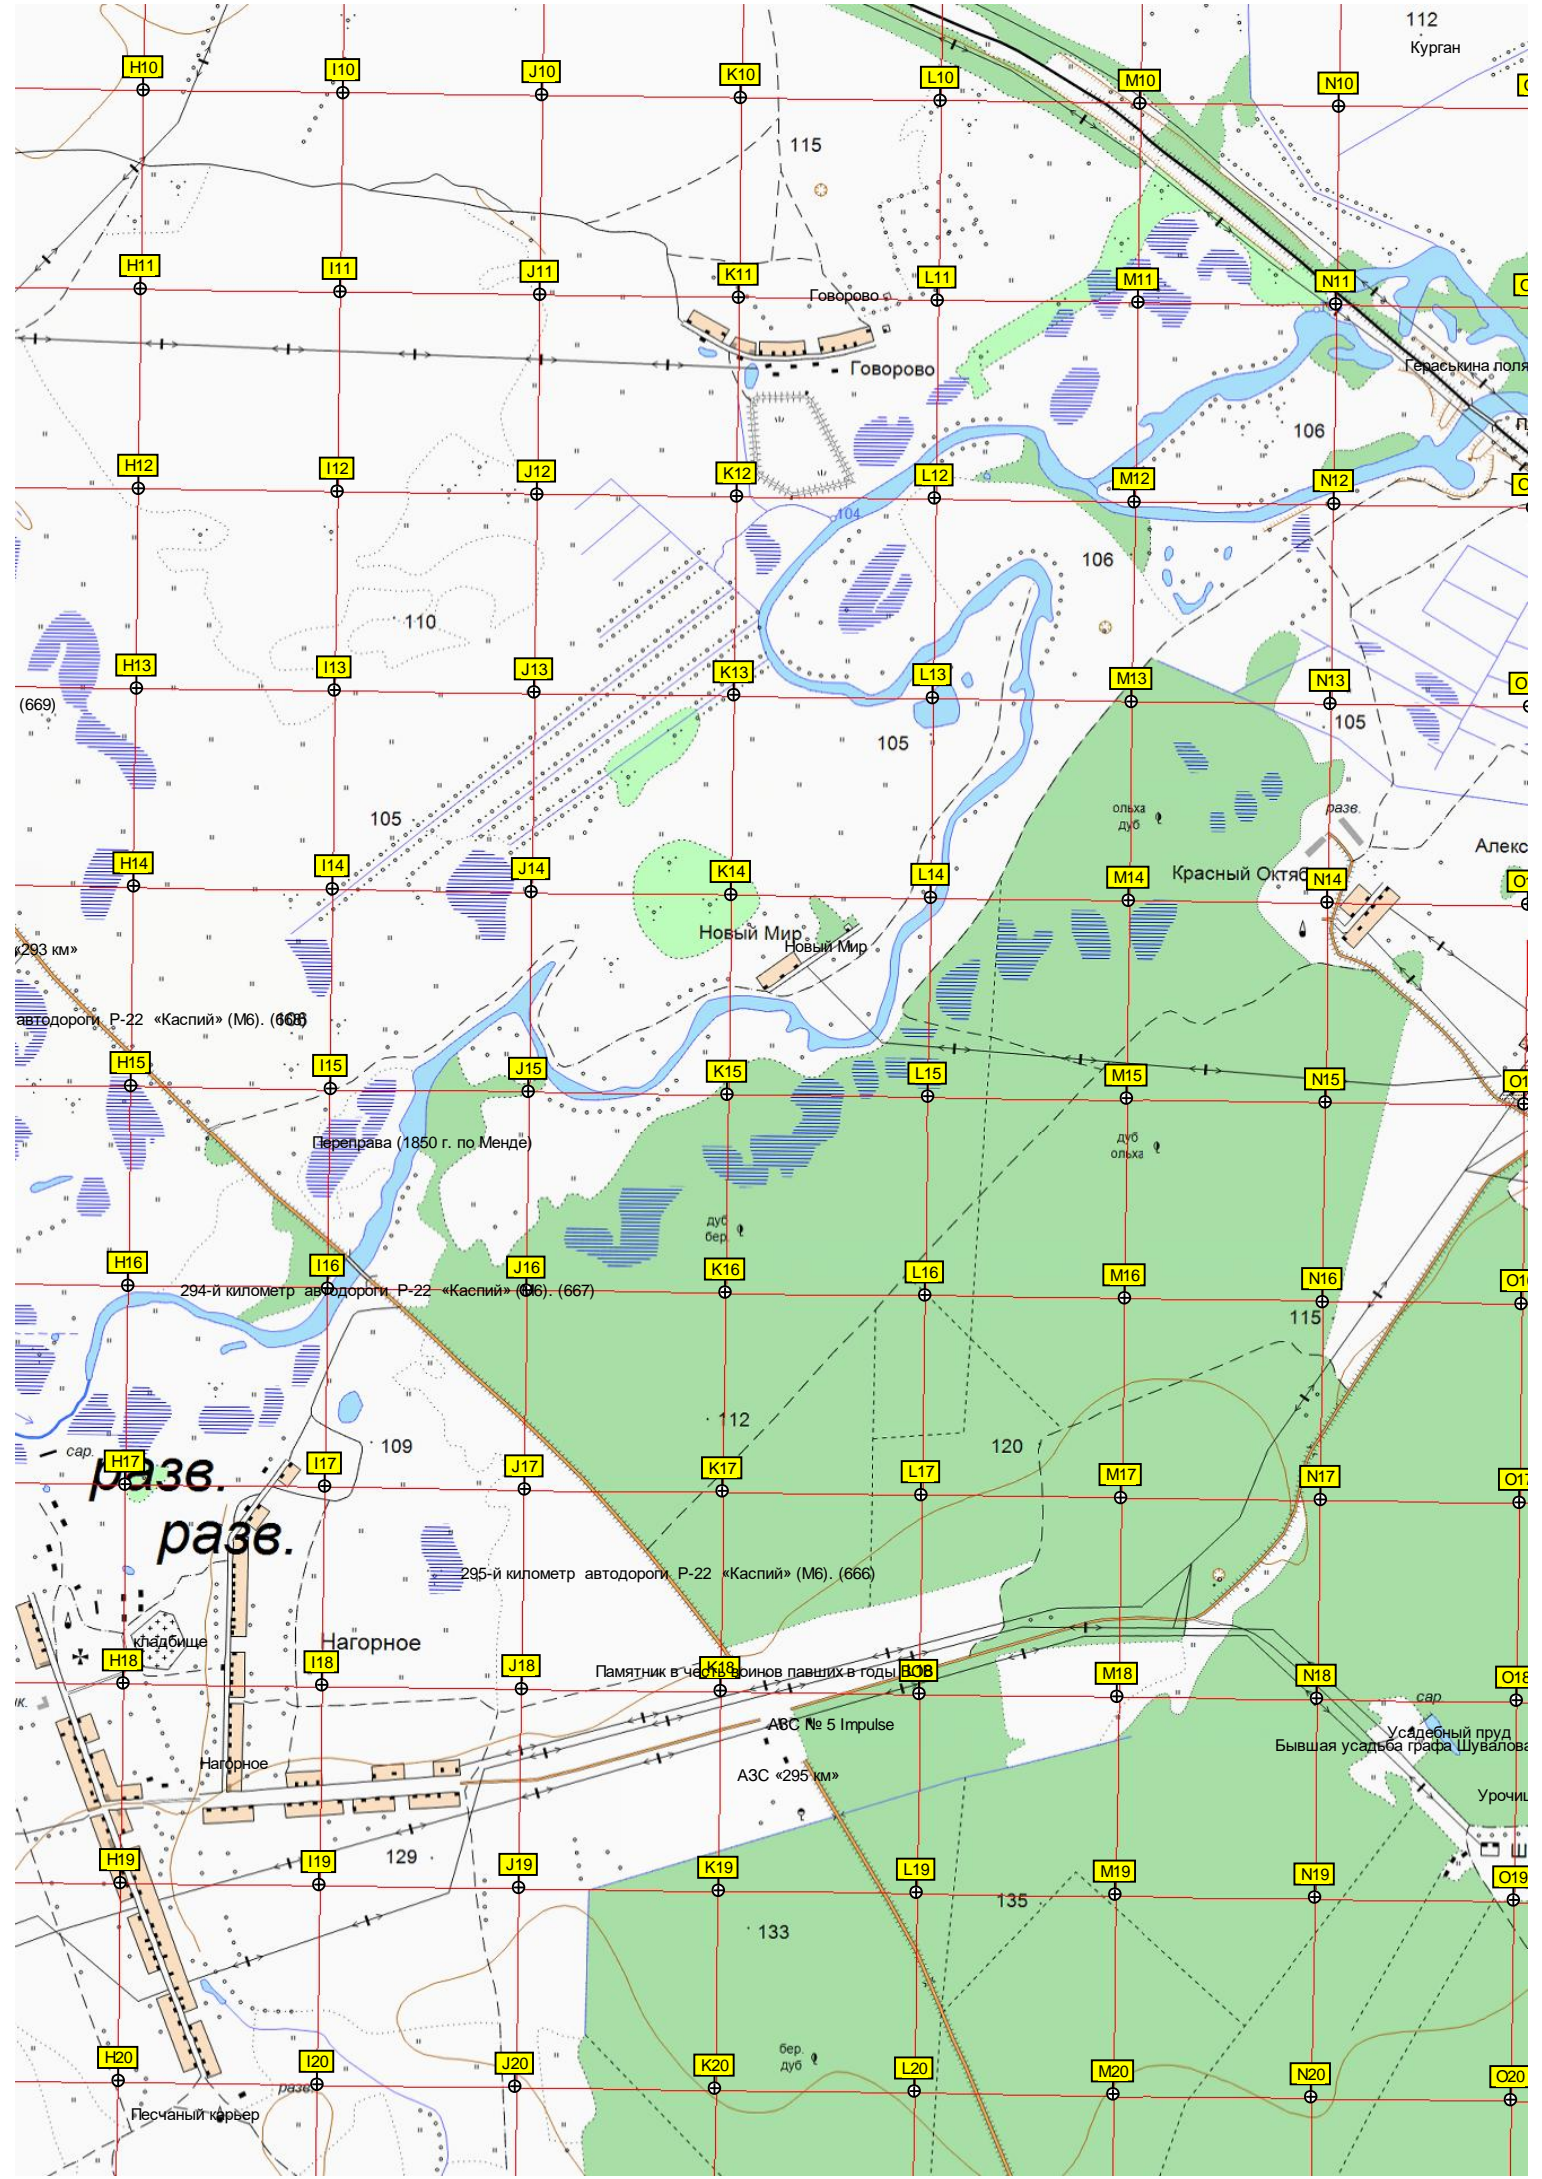 112
Курган
H10 I10 J10 K10 L10 M10 N10
115
H11 I11 J11 K11 L11 M11 N11
Говорово
Говорово
Гераськина поля
106
H12 I12 J12 K12 L12 M12 N12
104
106
110
H13 I13 J13 K13 L13 M13 N13
(669)
105
105
105
ольха
дуб
разв.
Алекс
H14 I14 J14 K14 L14 M14 N14
Красный Октяб
Новый Мир
Новый Мир
«293 км»
автодороги Р-22 «Каспий» (М6). (668)
H15 I15 J15 K15 L15 M15 N15
Переправа (1850 г. по Менде)
дуб
ольха
дуб
бер.
H16 I16 J16 K16 L16 M16 N16
294-й километр автодороги Р-22 «Каспий» (М6). (667)
115
112
109
120
сар.
H17 I17 J17 K17 L17 M17 N17 O17
разв.
разв.
295-й километр автодороги Р-22 «Каспий» (М6). (666)
кладбище
Нагорное
H18 I18 J18 K18 L18 M18 N18 O18
Памятник в честь воинов павших в годы ВОВ
сар
АЗС № 5 Impulse
Усадебный пруд
Бывшая усадьба графа Шувалова
Нагорное
АЗС «295 км»
Урочищ
129
H19 I19 J19 K19 L19 M19 N19 O19
135
133
бер.
дуб
H20 I20 J20 K20 L20 M20 N20 O20
разв.
Песчаный карьер